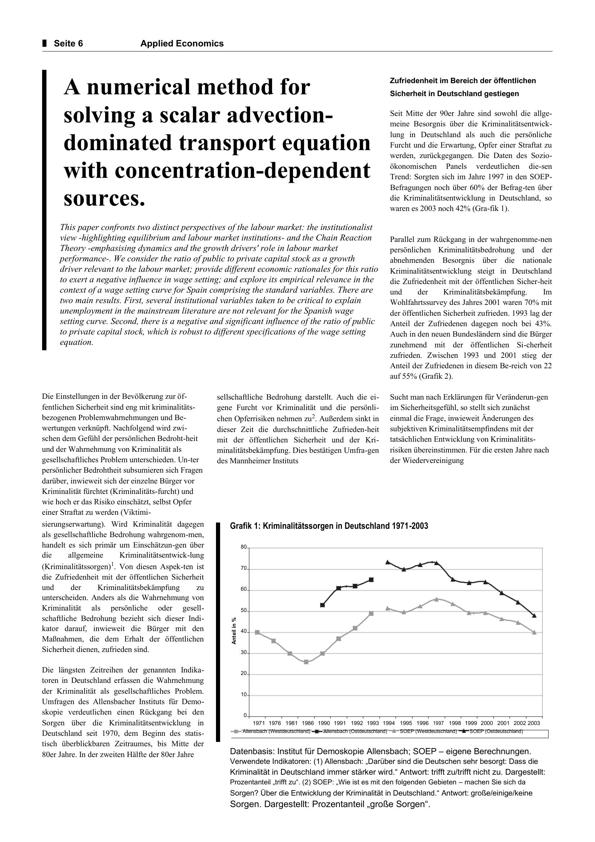 Seite 6
Applied Economics
A numerical method for
solving a scalar advection-
dominated transport equation
with concentration-dependent
sources.
This paper confronts two distinct perspectives of the labour market: the institutionalist
view -highlighting equilibrium and labour market institutions- and the Chain Reaction
Theory -emphasising dynamics and the growth drivers' role in labour market
performance-. We consider the ratio of public to private capital stock as a growth
driver relevant to the labour market; provide different economic rationales for this ratio
to exert a negative influence in wage setting; and explore its empirical relevance in the
context of a wage setting curve for Spain comprising the standard variables. There are
two main results. First, several institutional variables taken to be critical to explain
unemployment in the mainstream literature are not relevant for the Spanish wage
setting curve. Second, there is a negative and significant influence of the ratio of public
to private capital stock, which is robust to different specifications of the wage setting
equation.
Zufriedenheit im Bereich der öffentlichen
Sicherheit in Deutschland gestiegen
Seit Mitte der 90er Jahre sind sowohl die allge-
meine Besorgnis über die Kriminalitätsentwick-
lung in Deutschland als auch die persönliche
Furcht und die Erwartung, Opfer einer Straftat zu
werden, zurückgegangen. Die Daten des Sozio-
ökonomischen Panels verdeutlichen die-sen
Trend: Sorgten sich im Jahre 1997 in den SOEP-
Befragungen noch über 60% der Befrag-ten über
die Kriminalitätsentwicklung in Deutschland, so
waren es 2003 noch 42% (Gra-fik 1).
Parallel zum Rückgang in der wahrgenomme-nen
persönlichen Kriminalitätsbedrohung und der
abnehmenden Besorgnis über die nationale
Kriminalitätsentwicklung steigt in Deutschland
die Zufriedenheit mit der öffentlichen Sicher-heit
und der Kriminalitätsbekämpfung. Im
Wohlfahrtssurvey des Jahres 2001 waren 70% mit
der öffentlichen Sicherheit zufrieden. 1993 lag der
Anteil der Zufriedenen dagegen noch bei 43%.
Auch in den neuen Bundesländern sind die Bürger
zunehmend mit der öffentlichen Si-cherheit
zufrieden. Zwischen 1993 und 2001 stieg der
Anteil der Zufriedenen in diesem Be-reich von 22
auf 55% (Grafik 2).
Die Einstellungen in der Bevölkerung zur öf-
fentlichen Sicherheit sind eng mit kriminalitäts-
bezogenen Problemwahrnehmungen und Be-
wertungen verknüpft. Nachfolgend wird zwi-
schen dem Gefühl der persönlichen Bedroht-heit
und der Wahrnehmung von Kriminalität als
gesellschaftliches Problem unterschieden. Un-ter
persönlicher Bedrohtheit subsumieren sich Fragen
darüber, inwieweit sich der einzelne Bürger vor
Kriminalität fürchtet (Kriminalitäts-furcht) und
wie hoch er das Risiko einschätzt, selbst Opfer
einer Straftat zu werden (Viktimi-
sierungserwartung). Wird Kriminalität dagegen
als gesellschaftliche Bedrohung wahrgenom-men,
handelt es sich primär um Einschätzun-gen über
die allgemeine Kriminalitätsentwick-lung
(Kriminalitätssorgen)1. Von diesen Aspek-ten ist
die Zufriedenheit mit der öffentlichen Sicherheit
und der Kriminalitätsbekämpfung zu
unterscheiden. Anders als die Wahrnehmung von
Kriminalität als persönliche oder gesell-
schaftliche Bedrohung bezieht sich dieser Indi-
kator darauf, inwieweit die Bürger mit den
Maßnahmen, die dem Erhalt der öffentlichen
Sicherheit dienen, zufrieden sind.
Die längsten Zeitreihen der genannten Indika-
toren in Deutschland erfassen die Wahrnehmung
der Kriminalität als gesellschaftliches Problem.
Umfragen des Allensbacher Instituts für Demo-
skopie verdeutlichen einen Rückgang bei den
Sorgen über die Kriminalitätsentwicklung in
Deutschland seit 1970, dem Beginn des statis-
tisch überblickbaren Zeitraumes, bis Mitte der
80er Jahre. In der zweiten Hälfte der 80er Jahre
sellschaftliche Bedrohung darstellt. Auch die ei-
gene Furcht vor Kriminalität und die persönli-
chen Opferrisiken nehmen zu2. Außerdem sinkt in
dieser Zeit die durchschnittliche Zufrieden-heit
mit der öffentlichen Sicherheit und der Kri-
minalitätsbekämpfung. Dies bestätigen Umfra-gen
des Mannheimer Instituts
Sucht man nach Erklärungen für Veränderun-gen
im Sicherheitsgefühl, so stellt sich zunächst
einmal die Frage, inwieweit Änderungen des
subjektiven Kriminalitätsempfindens mit der
tatsächlichen Entwicklung von Kriminalitäts-
risiken übereinstimmen. Für die ersten Jahre nach
der Wiedervereinigung
Grafik 1: Kriminalitätssorgen in Deutschland 1971-2003
Anteil in %
80
70
60
50
40
30
20
10
0
1971 1976 1981 1986 1990 1991 1992 1993 1994 1995 1996 1997 1998 1999 2000 2001 2002 2003
Allensbach (Westdeutschland) Allensbach (Ostdeutschland) SOEP (Westdeutschland) SOEP (Ostdeutschland)
Datenbasis: Institut für Demoskopie Allensbach; SOEP – eigene Berechnungen.
Verwendete Indikatoren: (1) Allensbach: „Darüber sind die Deutschen sehr besorgt: Dass die
Kriminalität in Deutschland immer stärker wird.“ Antwort: trifft zu/trifft nicht zu. Dargestellt:
Prozentanteil „trifft zu“. (2) SOEP: „Wie ist es mit den folgenden Gebieten – machen Sie sich da
Sorgen? Über die Entwicklung der Kriminalität in Deutschland.“ Antwort: große/einige/keine
Sorgen. Dargestellt: Prozentanteil „große Sorgen“.